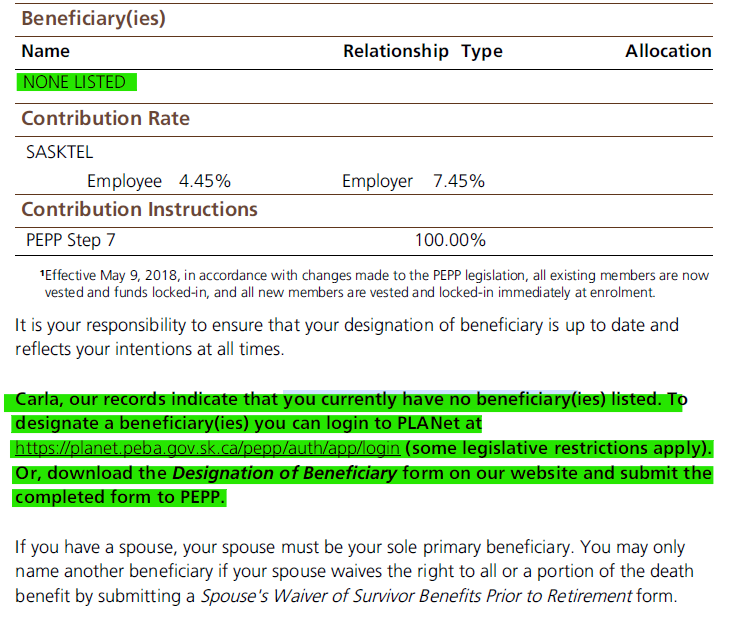 Beneficiary(ies)
Name Relationship Type Allocation
NONE LISTED
Contribution Rate
SASKTEL
Employee 4.45% Employer 7.45%
Contribution Instructions
PEPP Step 7 100.00%
¹Effective May 9, 2018, in accordance with changes made to the PEPP legislation, all existing members are now
vested and funds locked-in, and all new members are vested and locked-in immediately at enrolment.
It is your responsibility to ensure that your designation of beneficiary is up to date and
reflects your intentions at all times.
Carla, our records indicate that you currently have no beneficiary(ies) listed. To
designate a beneficiary(ies) you can login to PLANet at
https://planet.peba.gov.sk.ca/pepp/auth/app/login (some legislative restrictions apply).
Or, download the Designation of Beneficiary form on our website and submit the
completed form to PEPP.
If you have a spouse, your spouse must be your sole primary beneficiary. You may only
name another beneficiary if your spouse waives the right to all or a portion of the death
benefit by submitting a Spouse's Waiver of Survivor Benefits Prior to Retirement form.